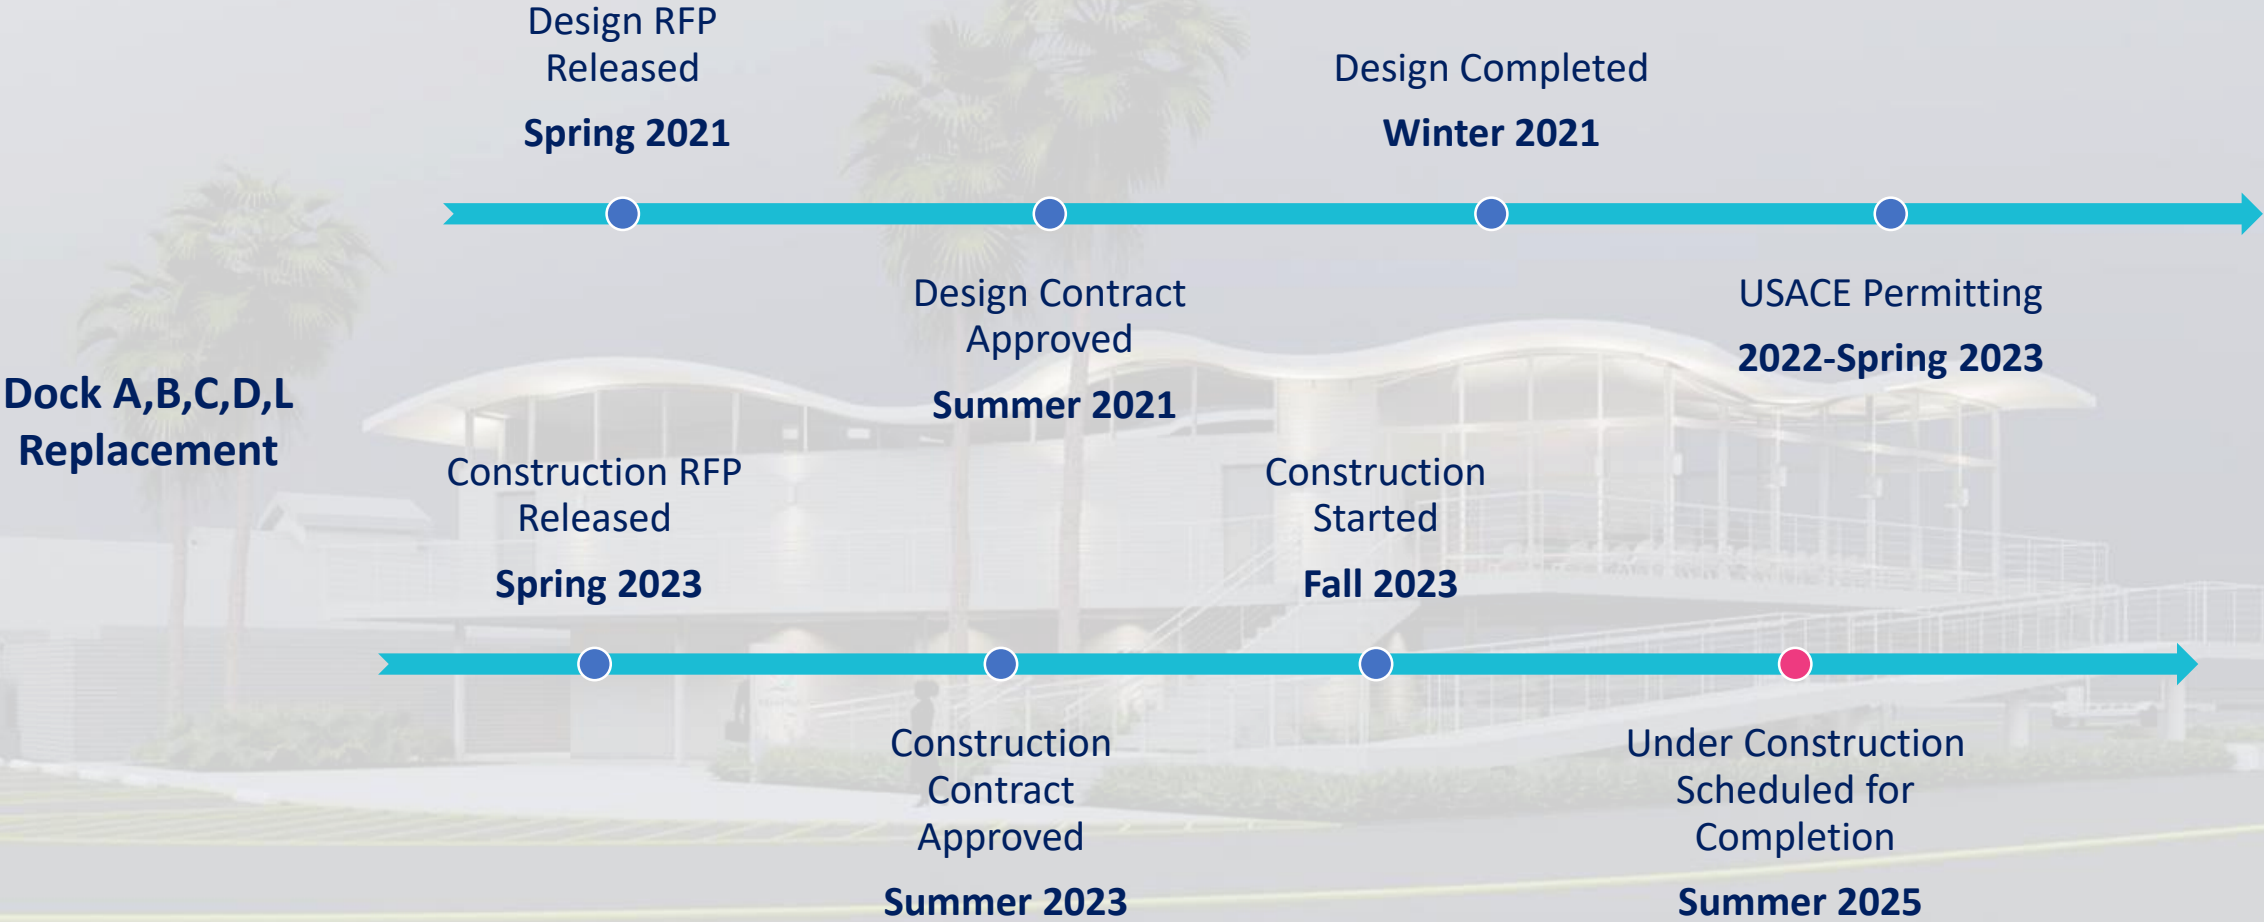 Design RFP
Released
Spring 2021
Design Completed
Winter 2021
Design Contract
Approved
Summer 2021
USACE Permitting
2022-Spring 2023
Dock A,B,C,D,L
Replacement
Construction RFP
Released
Spring 2023
Construction
Started
Fall 2023
Construction
Contract
Approved
Summer 2023
Under Construction
Scheduled for
Completion
Summer 2025